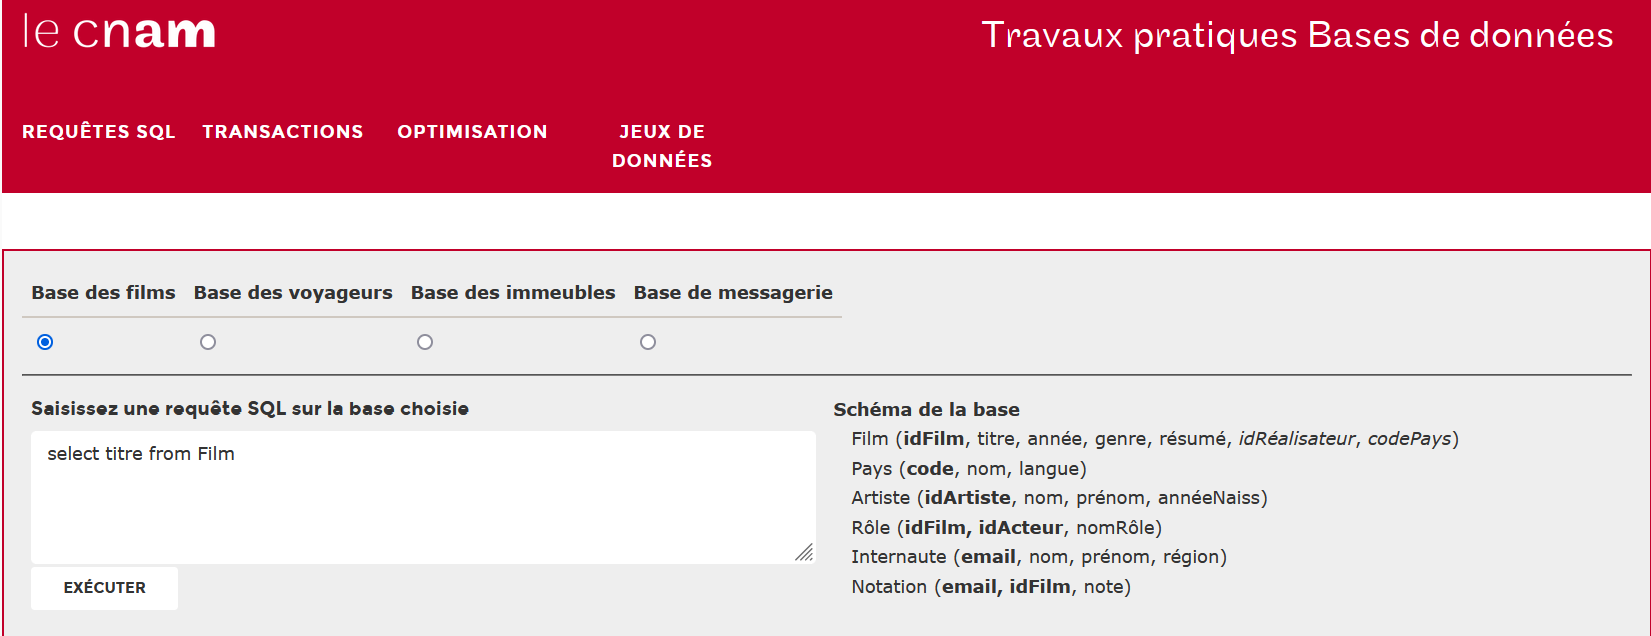 le cnam
Travaux pratiques Bases de données
REQUÊTES SQL TRANSACTIONS OPTIMISATION JEUX DE
DONNÉES
Base des films Base des voyageurs Base des immeubles Base de messagerie
Saisissez une requête SQL sur la base choisie
select titre from Film
EXÉCUTER
Schéma de la base
Film (idFilm, titre, année, genre, résumé, idRéalisateur, codePays)
Pays (code, nom, langue)
Artiste (idArtiste, nom, prénom, annéeNaiss)
Rôle (idFilm, idActeur, nomRôle)
Internaute (email, nom, prénom, région)
Notation (email, idFilm, note)